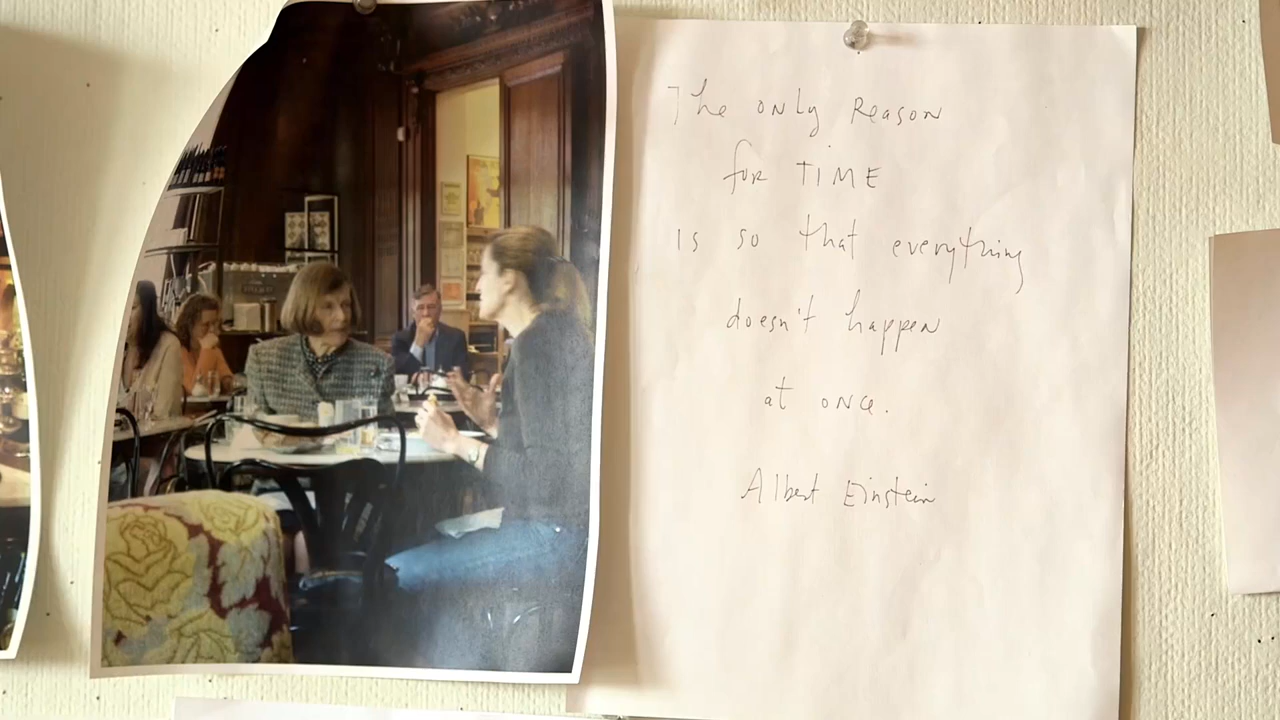 The only Reason
for TIME
is so that everything
doesn't happen
at once.
Albert Einstein